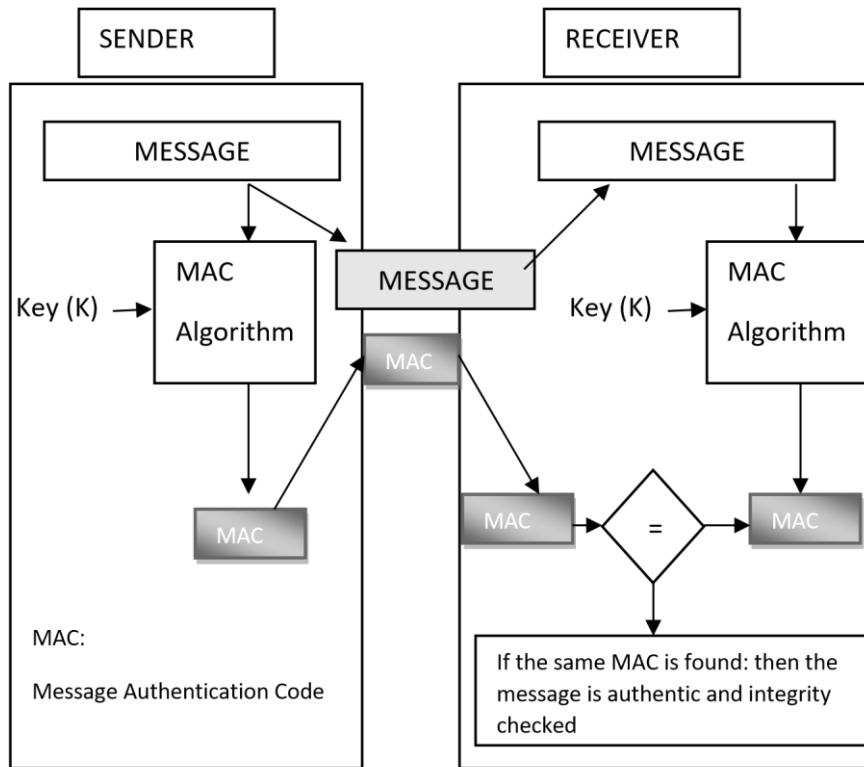 SENDER
RECEIVER
MESSAGE
MESSAGE
MAC
Algorithm
Key (K)
MESSAGE
MAC
Key (K)
MAC
Algorithm
MAC
MAC
=
MAC
MAC:
Message Authentication Code
If the same MAC is found: then the
message is authentic and integrity
checked